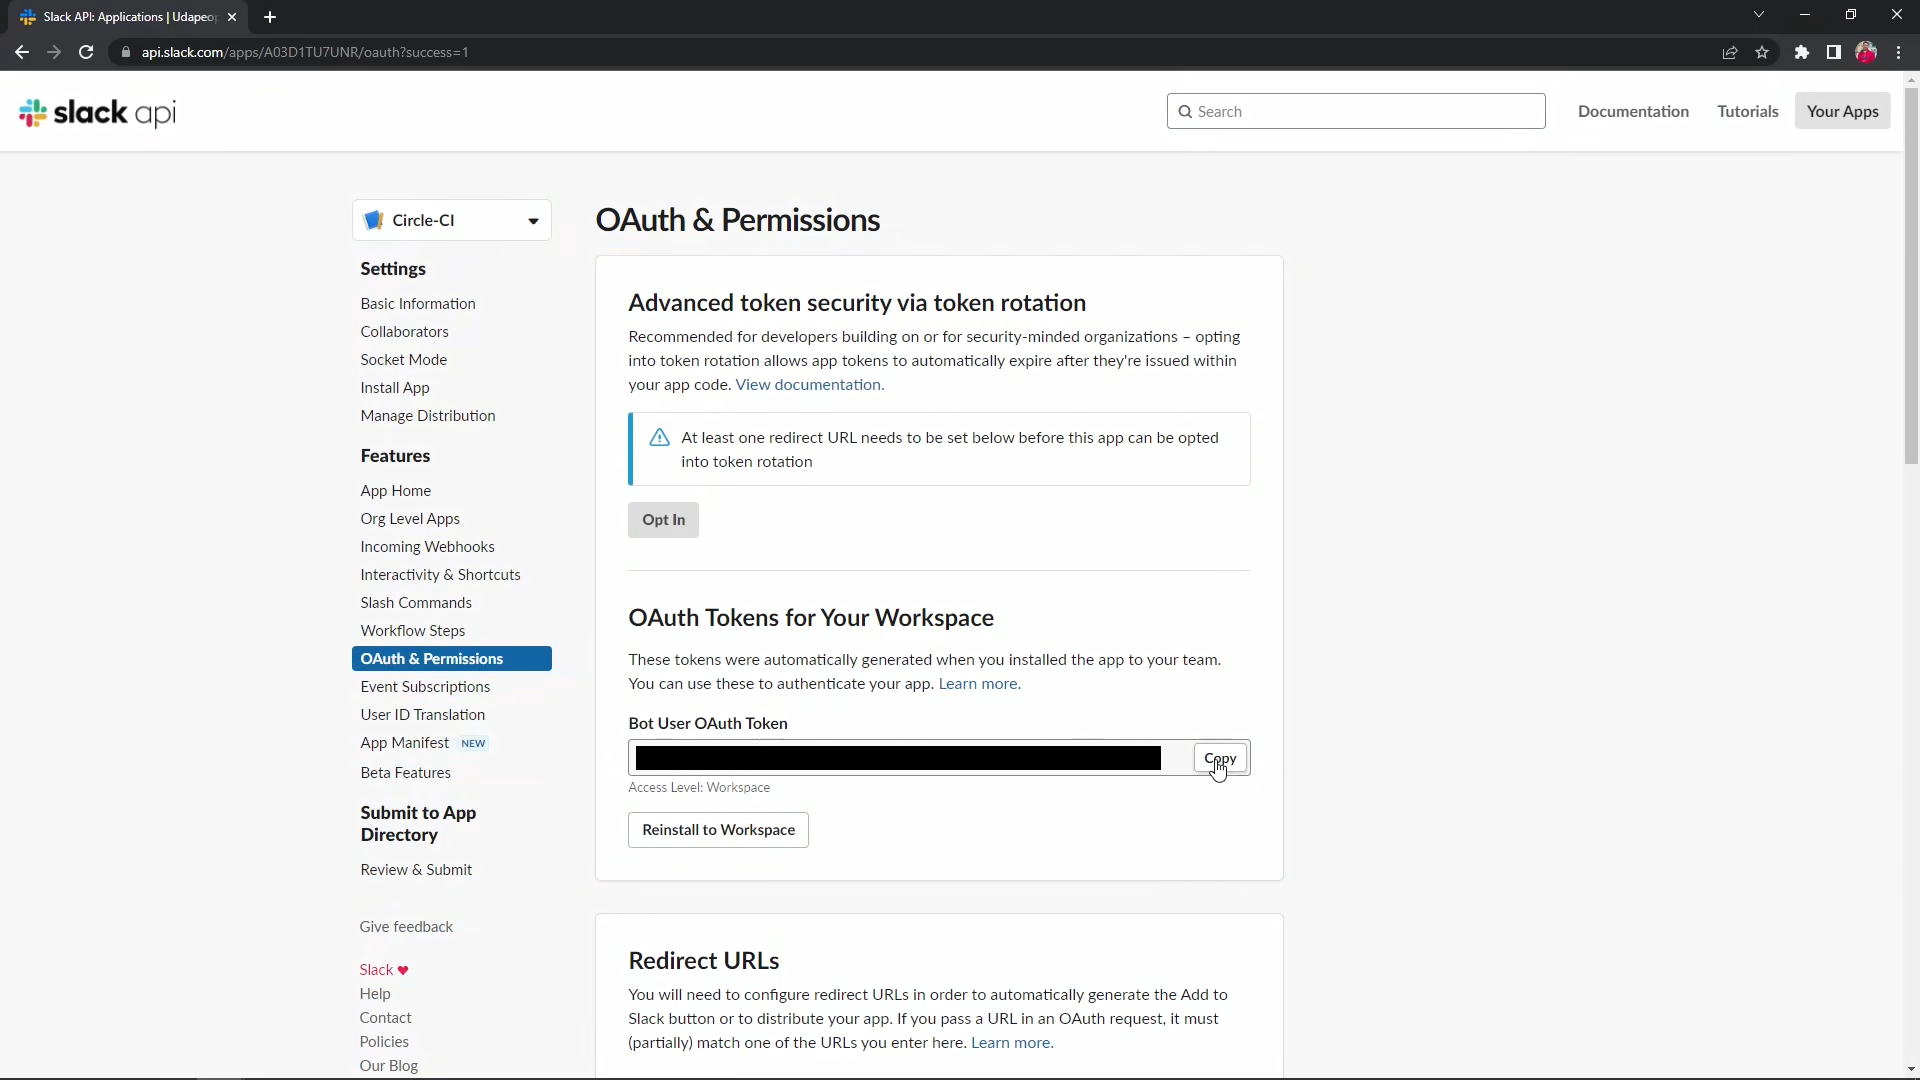 Slack API: Applications | Udapeop
api.slack.com/apps/A03D1TU7UNR/oauth?success=1
slack api
Search
Documentation
Tutorials
Your Apps
Circle-CI
Settings
Basic Information
Collaborators
Socket Mode
Install App
Manage Distribution
Features
App Home
Org Level Apps
Incoming Webhooks
Interactivity & Shortcuts
Slash Commands
Workflow Steps
OAuth & Permissions
Event Subscriptions
User ID Translation
App Manifest NEW
Beta Features
Submit to App
Directory
Review & Submit
Give feedback
Slack ♥
Help
Contact
Policies
Our Blog
OAuth & Permissions
Advanced token security via token rotation
Recommended for developers building on or for security-minded organizations – opting
into token rotation allows app tokens to automatically expire after they're issued within
your app code. View documentation.
At least one redirect URL needs to be set below before this app can be opted
into token rotation
Opt In
OAuth Tokens for Your Workspace
These tokens were automatically generated when you installed the app to your team.
You can use these to authenticate your app. Learn more.
Bot User OAuth Token
Copy
Access Level: Workspace
Reinstall to Workspace
Redirect URLs
You will need to configure redirect URLs in order to automatically generate the Add to
Slack button or to distribute your app. If you pass a URL in an OAuth request, it must
(partially) match one of the URLs you enter here. Learn more.